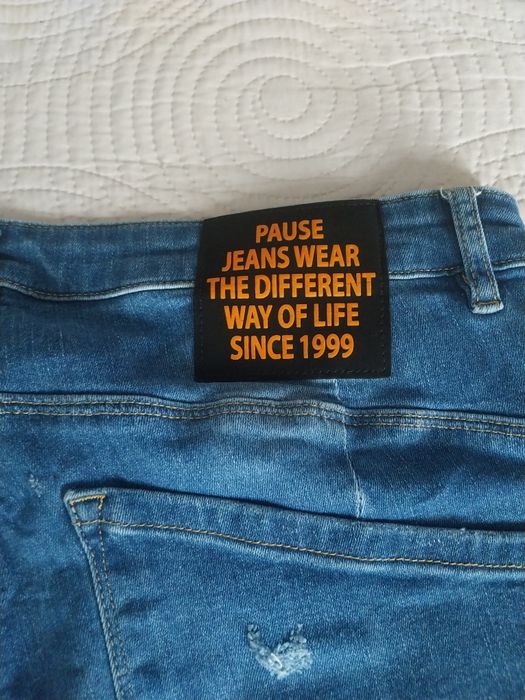 PAUSE
JEANS WEAR
THE DIFFERENT
WAY OF LIFE
SINCE 1999